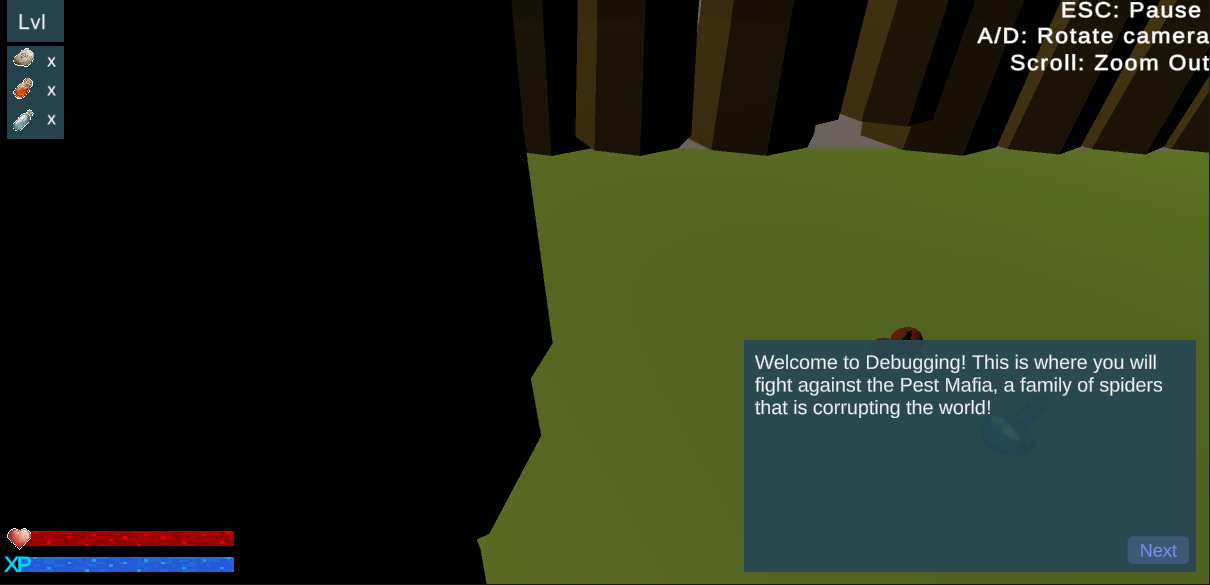 Lvl
x
x
x
ESC: Pause
A/D: Rotate camera
Scroll: Zoom Out
Welcome to Debugging! This is where you will
fight against the Pest Mafia, a family of spiders
that is corrupting the world!
XP
Next